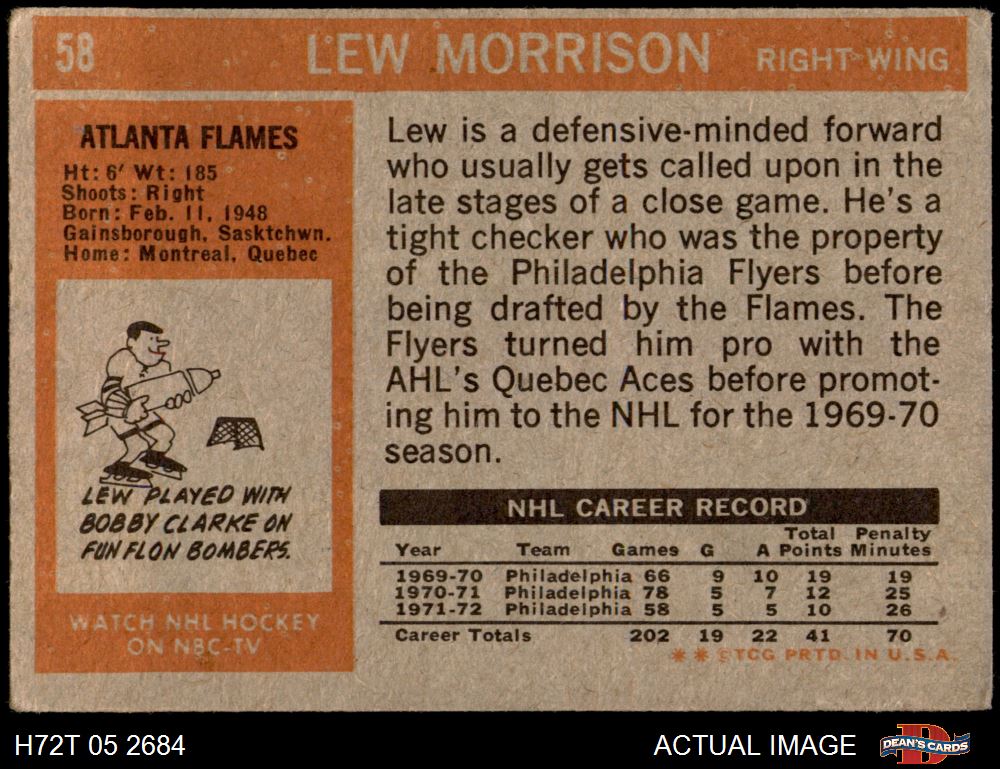 58 LEW MORRISON RIGHT WING
ATLANTA FLAMES
Ht: 6' Wt: 185
Shoots: Right
Born: Feb. 11, 1948
Gainsborough, Sasktchwn.
Home: Montreal, Quebec
LEW PLAYED WITH
BOBBY CLARKE ON
FUN FLON BOMBERS.
WATCH NHL HOCKEY
ON NBC-TV
Lew is a defensive-minded forward
who usually gets called upon in the
late stages of a close game. He's a
tight checker who was the property
of the Philadelphia Flyers before
being drafted by the Flames. The
Flyers turned him pro with the
AHL's Quebec Aces before promot-
ing him to the NHL for the 1969-70
season.
NHL CAREER RECORD
Total Penalty
Year Team Games G A Points Minutes
1969-70 Philadelphia 66 9 10 19 19
1970-71 Philadelphia 78 5 7 12 25
1971-72 Philadelphia 58 5 5 10 26
Career Totals 202 19 22 41 70
* * ©TCG PRTD. IN U.S.A.
H72T 05 2684 ACTUAL IMAGE DEAN'S CARDS